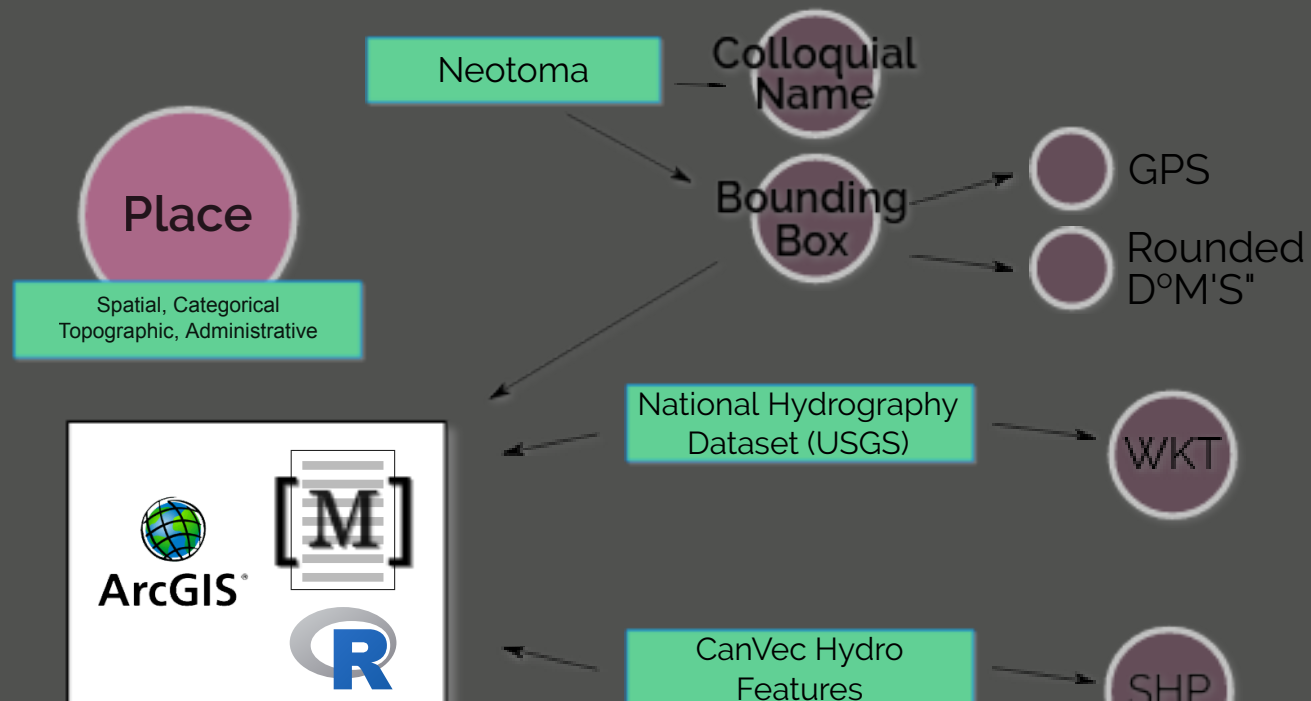 Neotoma
Colloquial
Name
Place
Bounding
Box
GPS
Rounded
DºM'S"
Spatial, Categorical
Topographic, Administrative
National Hydrography
Dataset (USGS)
WKT
[M]
ArcGIS®
R
CanVec Hydro
Features
SHP